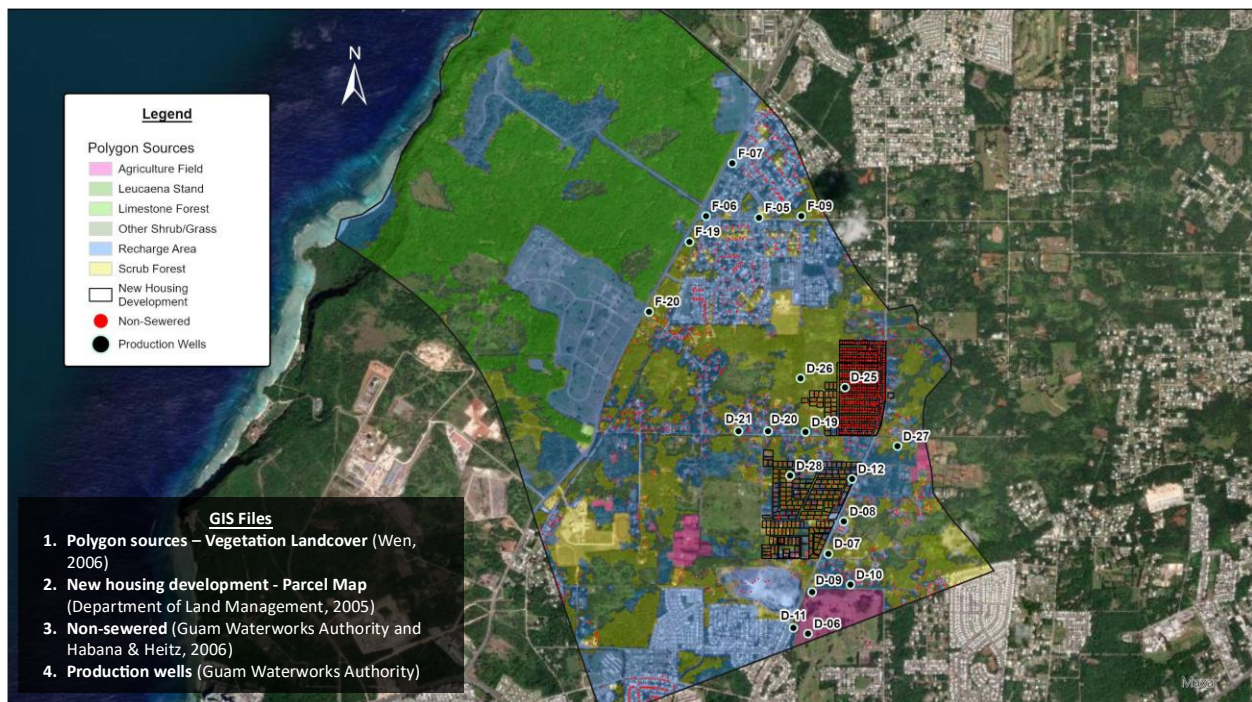 N
Legend
Polygon Sources
Agriculture Field
Leucaena Stand
Limestone Forest
Other Shrub/Grass
Recharge Area
Scrub Forest
New Housing
Development
Non-Sewered
Production Wells
F-07
F-06
F-05
F-09
F-19
F-20
D-26
D-25
D-21
D-20
D-19
D-27
D-28
D-12
D-08
D-07
D-09
D-10
D-11
D-06
GIS Files
1. Polygon sources – Vegetation Landcover (Wen,
2006)
2. New housing development - Parcel Map
(Department of Land Management, 2005)
3. Non-sewered (Guam Waterworks Authority and
Habana & Heitz, 2006)
4. Production wells (Guam Waterworks Authority)